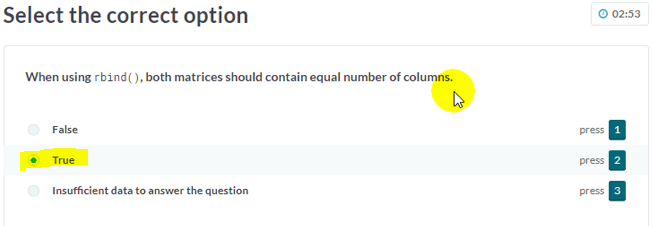 Select the correct option
02:53
When using rbind(), both matrices should contain equal number of columns.
False press 1
True press 2
Insufficient data to answer the question press 3